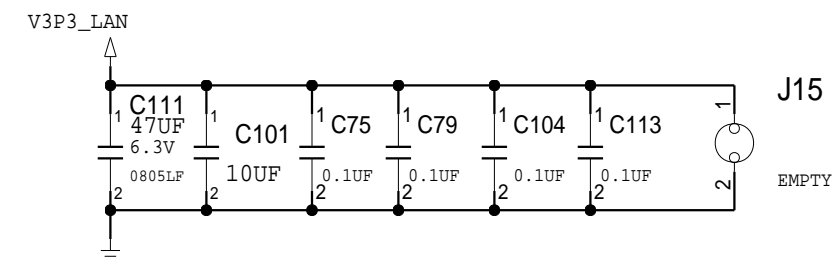 V3P3_LAN
C111
1
47UF
6.3V
0805LF
2
1
C101
10UF
2
1
C75
0.1UF
2
1
C79
0.1UF
2
1
C104
0.1UF
2
1
C113
0.1UF
2
J15
1
2
EMPTY